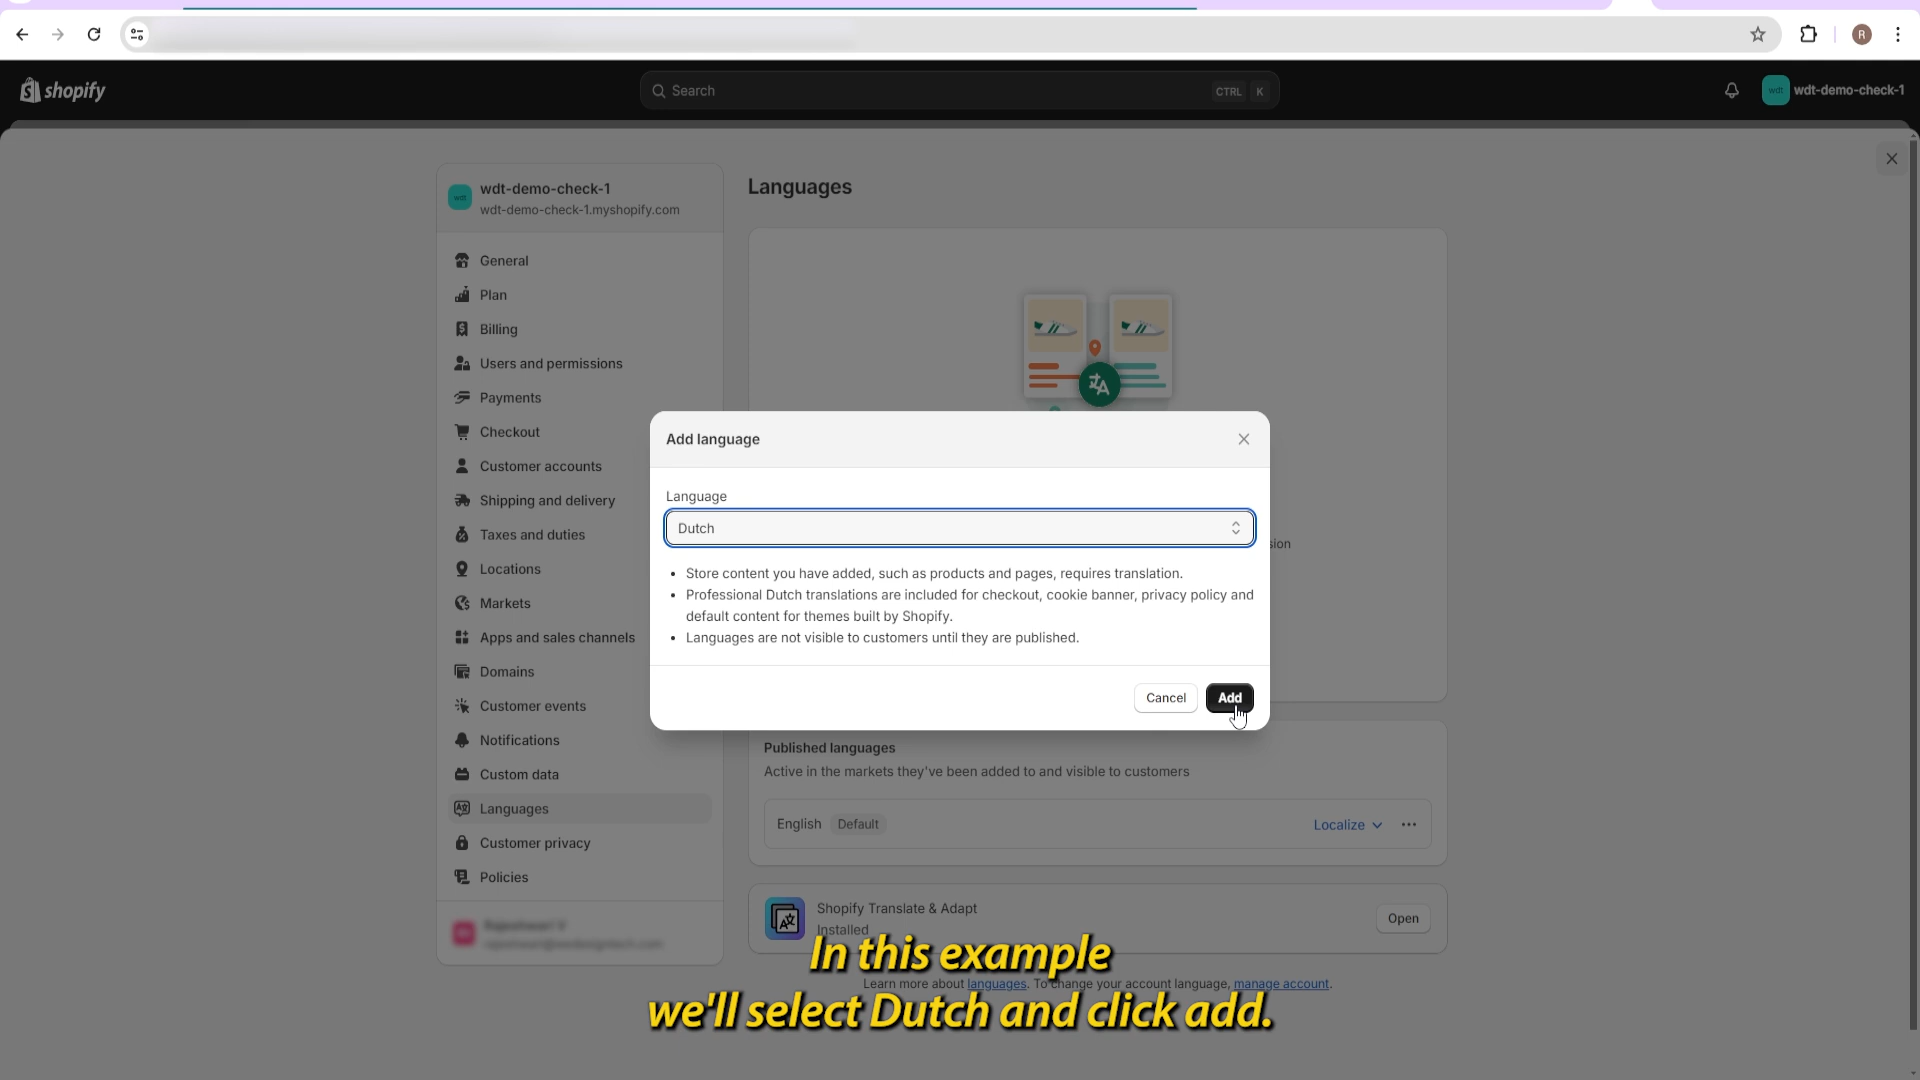 shopify
Search
CTRL K
wdt
wdt-demo-check-1
wdt
wdt-demo-check-1
wdt-demo-check-1.myshopify.com
General
Plan
Billing
Users and permissions
Payments
Checkout
Customer accounts
Shipping and delivery
Taxes and duties
Locations
Markets
Apps and sales channels
Domains
Customer events
Notifications
Custom data
Languages
Customer privacy
Policies
Languages
Add language
Language
Dutch
• Store content you have added, such as products and pages, requires translation.
• Professional Dutch translations are included for checkout, cookie banner, privacy policy and
default content for themes built by Shopify.
• Languages are not visible to customers until they are published.
Cancel
Add
Published languages
Active in the markets they've been added to and visible to customers
English Default
Localize
Shopify Translate & Adapt
Installed
Open
Learn more about languages. To change your account language, manage account.
In this example
we'll select Dutch and click add.
R